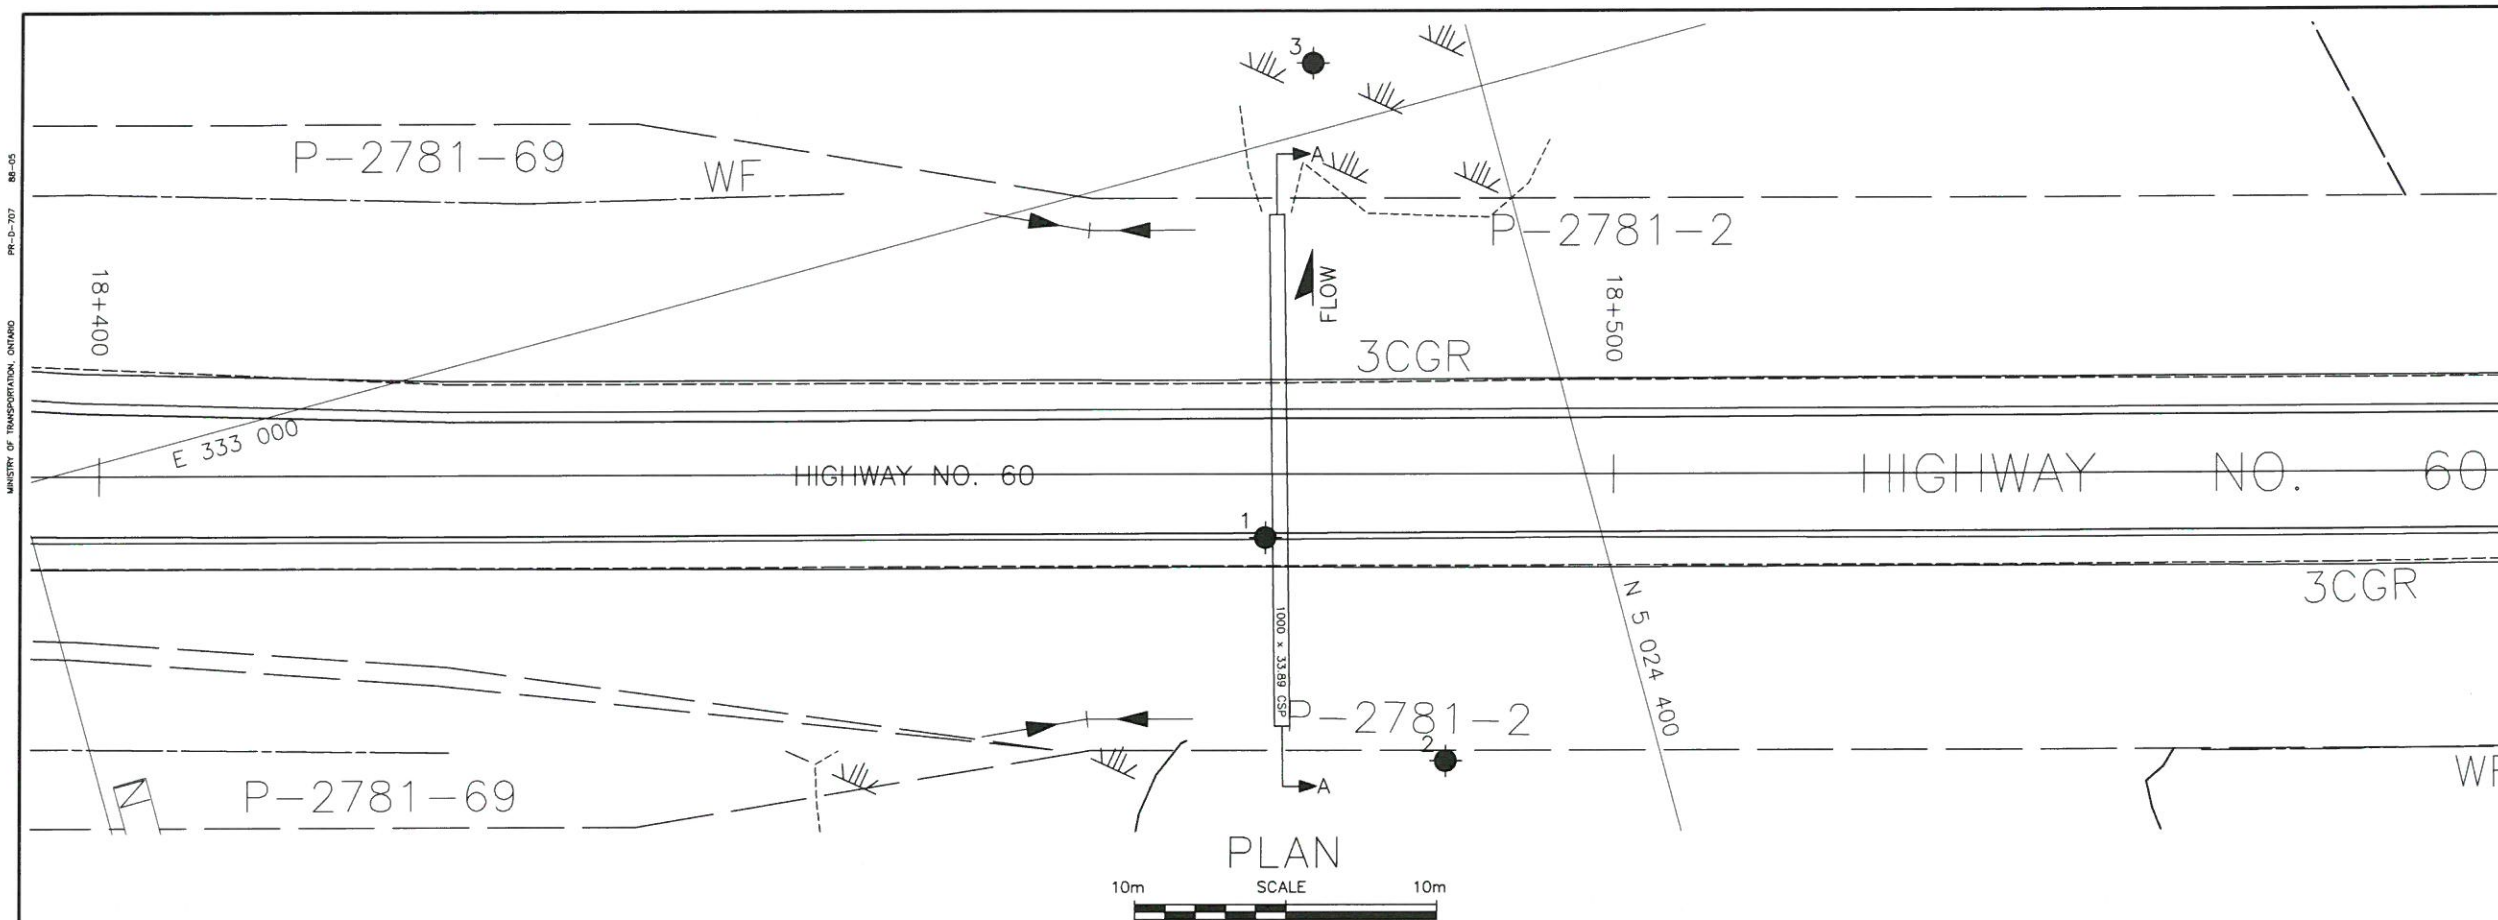 MINISTRY OF TRANSPORTATION, ONTARIO PR-D-707 88-05
3
P-2781-69
WF
A
P-2781-2
FLOW
18+400
18+500
3CGR
E 333 000
HIGHWAY NO. 60
HIGHWAY NO. 60
1
3CGR
N 5 024 400
1000 x 33.89 CSP
P-2781-2
2
P-2781-69
N
A
WF
PLAN
10m SCALE 10m